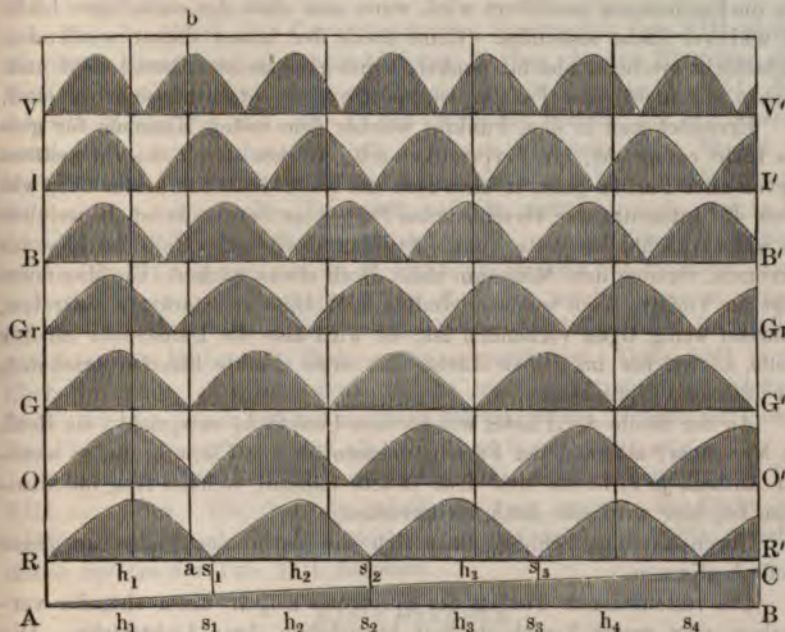 b
V V'
I I'
B B'
Gr Gr
G G'
O O'
R R'
h₁ a s₁ h₂ s₂ h₃ s₃ C
A B
h₁ s₁ h₂ s₂ h₃ s₃ h₄ s₄